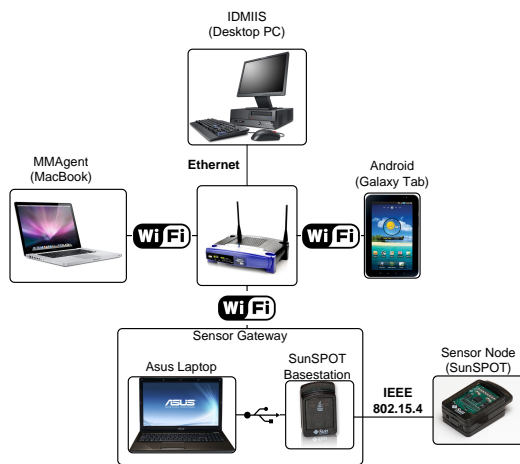 IDMIIS
(Desktop PC)
Ethernet
MMAgent
(MacBook)
Android
(Galaxy Tab)
Wi Fi
Wi Fi
Wi Fi
Sensor Gateway
Asus Laptop
SunSPOT
Basestation
Sensor Node
(SunSPOT)
ASUS
IEEE
802.15.4
Sun